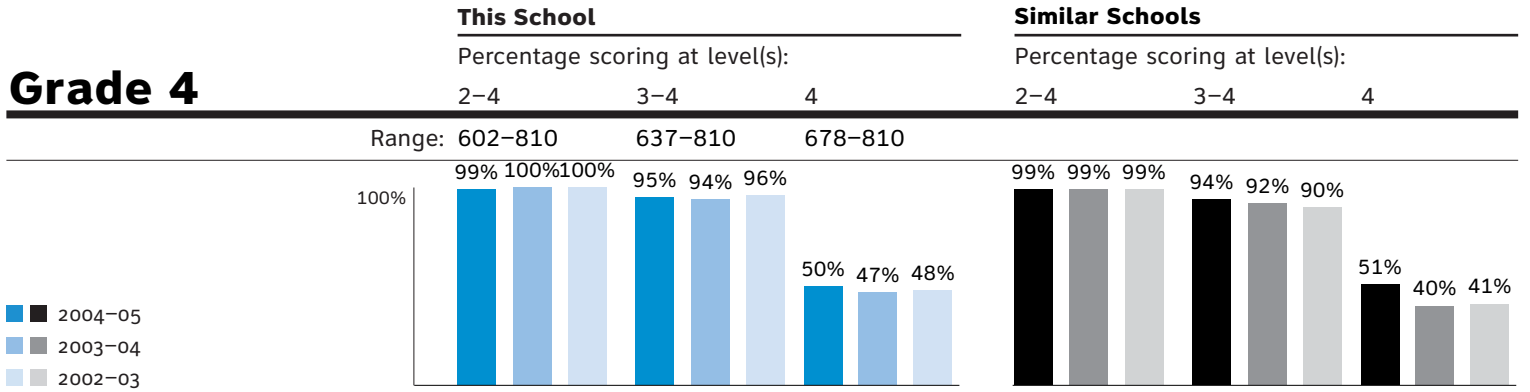 This School Similar Schools
Percentage scoring at level(s): Percentage scoring at level(s):
Grade 4 2–4 3–4 4 2–4 3–4 4
Range: 602–810 637–810 678–810
99% 100% 100% 95% 94% 96% 99% 99% 99% 94% 92% 90%
100%
50% 47% 48% 51% 40% 41%
2004–05
2003–04
2002–03